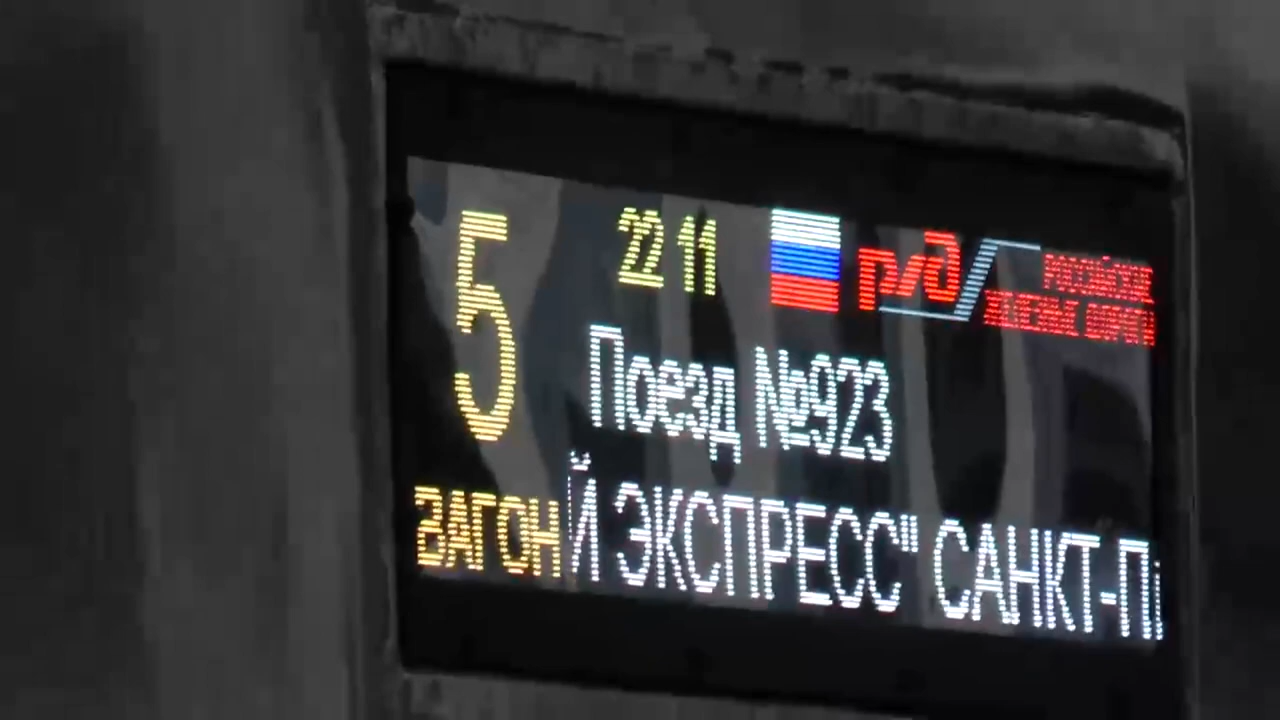 5
22 11
ржд
РОССИЙСКИЕ
ЖЕЛЕЗНЫЕ ДОРОГИ
Поезд №923
ВАГОН
Й ЭКСПРЕСС" САНКТ-П